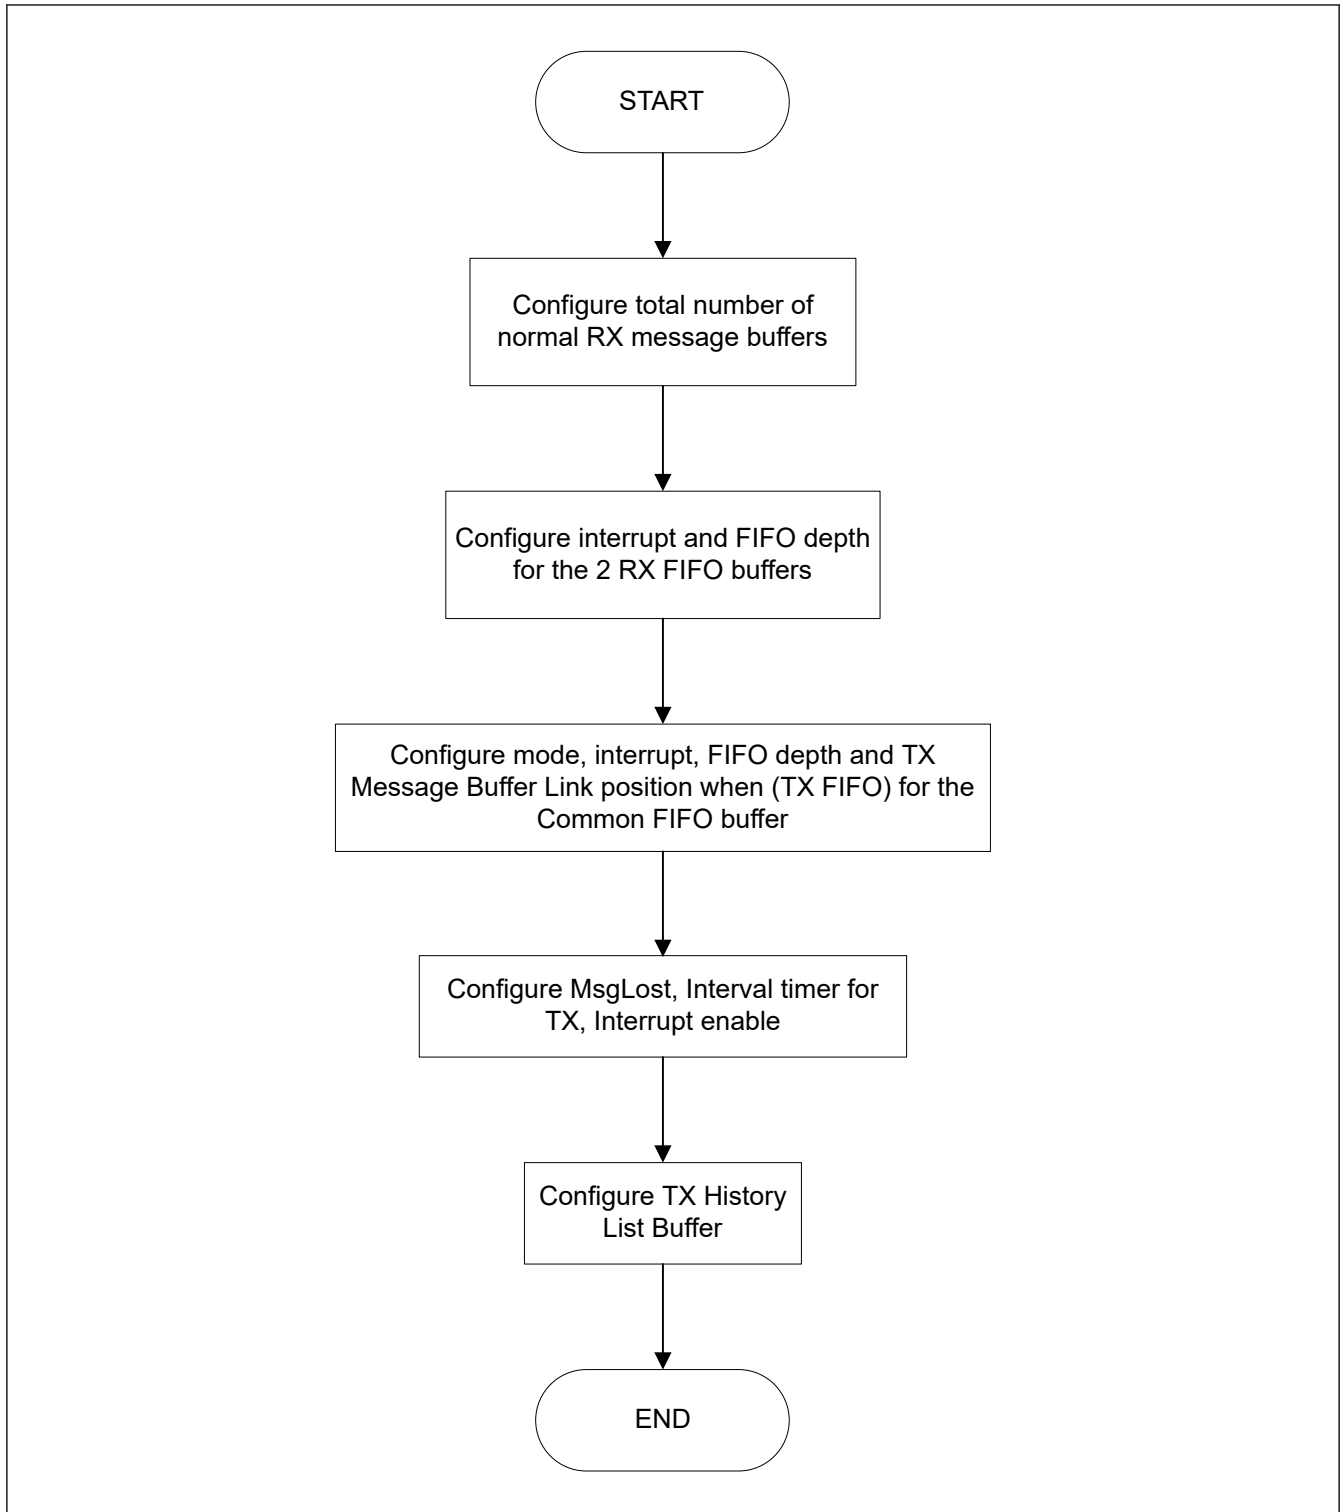 START
Configure total number of
normal RX message buffers
Configure interrupt and FIFO depth
for the 2 RX FIFO buffers
Configure mode, interrupt, FIFO depth and TX
Message Buffer Link position when (TX FIFO) for the
Common FIFO buffer
Configure MsgLost, Interval timer for
TX, Interrupt enable
Configure TX History
List Buffer
END